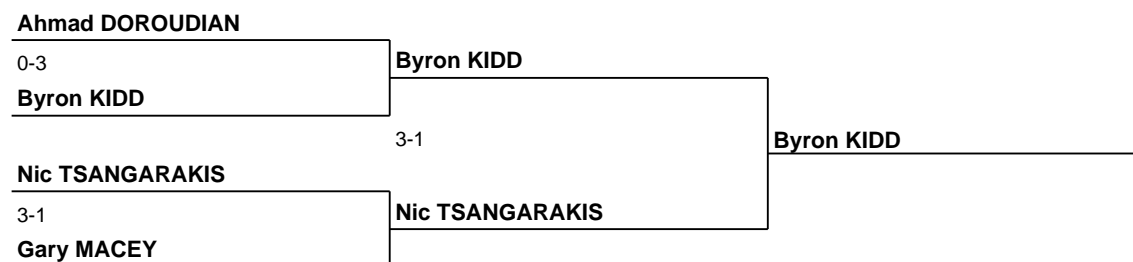 Ahmad DOROUDIAN
0-3
Byron KIDD
Byron KIDD
3-1
Byron KIDD
Nic TSANGARAKIS
3-1
Nic TSANGARAKIS
Gary MACEY